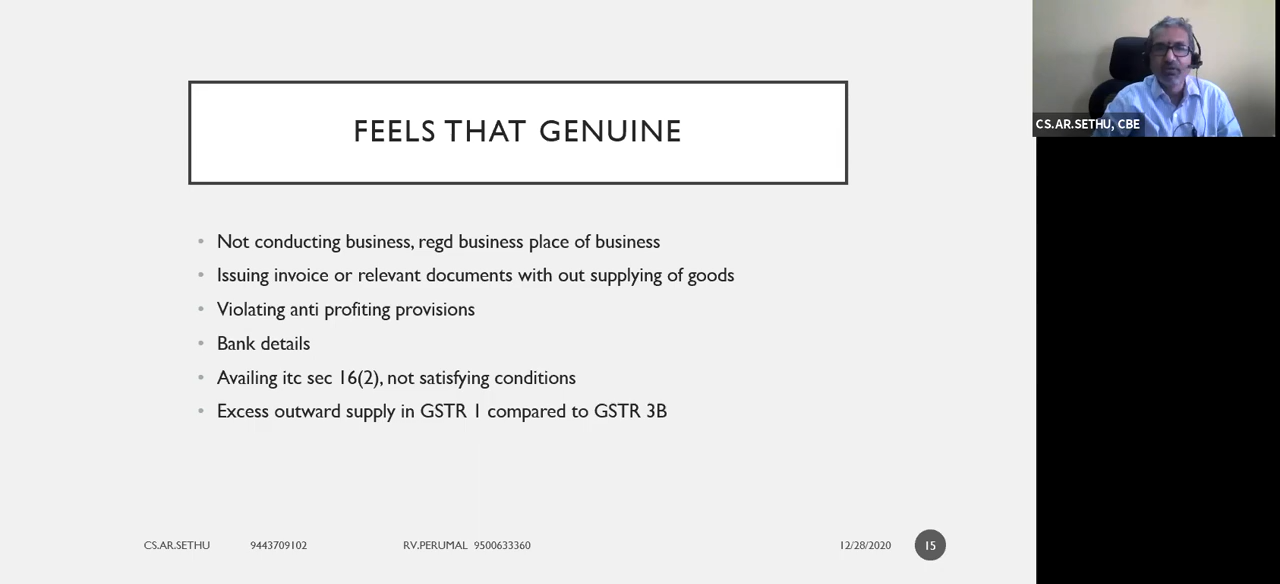 CS.AR.SETHU, CBE
FEELS THAT GENUINE
• Not conducting business, regd business place of business
• Issuing invoice or relevant documents with out supplying of goods
• Violating anti profiting provisions
• Bank details
• Availing itc sec 16(2), not satisfying conditions
• Excess outward supply in GSTR 1 compared to GSTR 3B
CS.AR.SETHU 9443709102 RV.PERUMAL 9500633360 12/28/2020 15